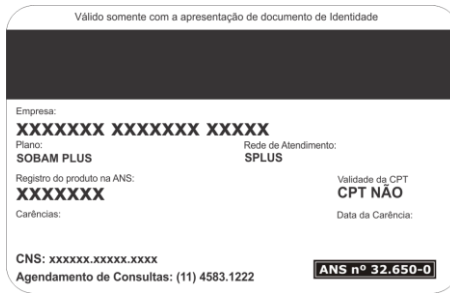 Válido somente com a apresentação de documento de Identidade
Empresa:
XXXXXXX XXXXXXX XXXXX
Plano: Rede de Atendimento:
SOBAM PLUS SPLUS
Registro do produto na ANS: Validade da CPT
XXXXXXX CPT NÃO
Carências: Data da Carência:
CNS: xxxxxx.xxxxx.xxxx
Agendamento de Consultas: (11) 4583.1222
ANS nº 32.650-0